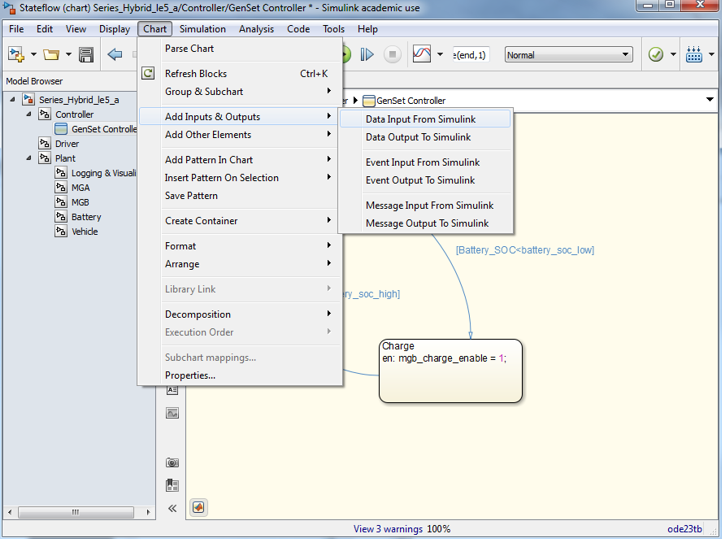 Stateflow (chart) Series_Hybrid_le5_a/Controller/GenSet Controller * - Simulink academic use
File Edit View Display Chart Simulation Analysis Code Tools Help
e(end,1) Normal
Model Browser
GenSet Controller
Series_Hybrid_le5_a
Controller
GenSet Controlle
Driver
Plant
Logging & Visuali
MGA
MGB
Battery
Vehicle
Parse Chart
Refresh Blocks Ctrl+K
Group & Subchart
Add Inputs & Outputs
Add Other Elements
Add Pattern In Chart
Insert Pattern On Selection
Save Pattern
Create Container
Format
Arrange
Library Link
Decomposition
Execution Order
Subchart mappings...
Properties...
Data Input From Simulink
Data Output To Simulink
Event Input From Simulink
Event Output To Simulink
Message Input From Simulink
Message Output To Simulink
[Battery_SOC<battery_soc_low]
ry_soc_high]
Charge
en: mgb_charge_enable = 1;
View 3 warnings 100% ode23tb